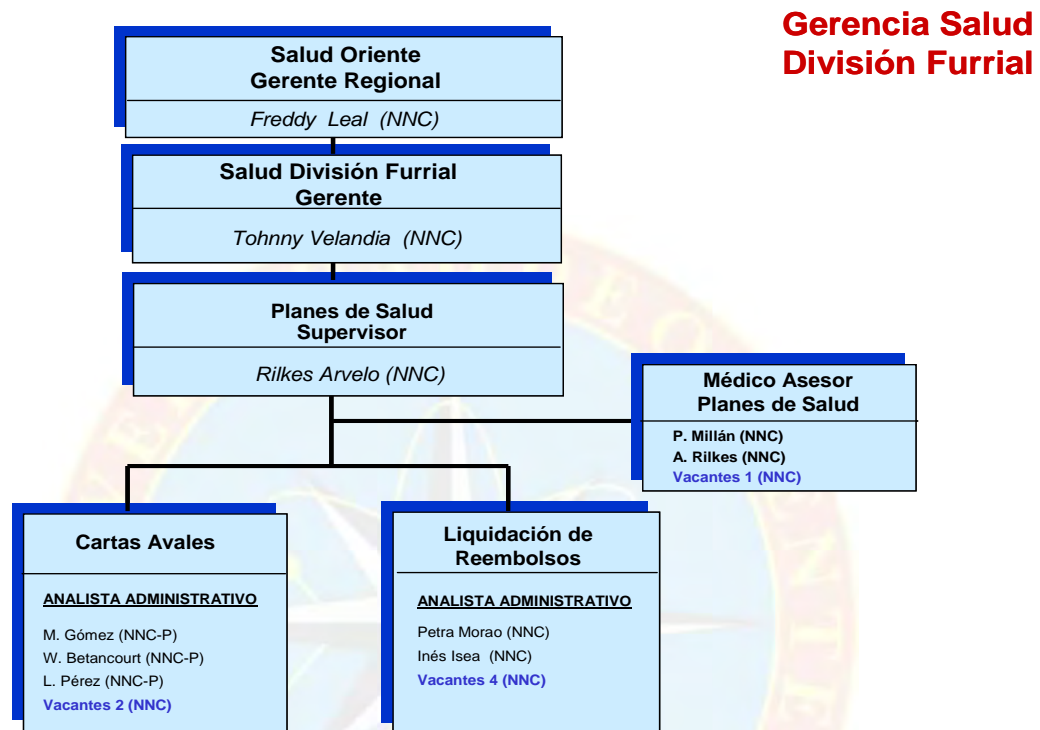 Gerencia Salud
División Furrial
Salud Oriente
Gerente Regional
Freddy Leal (NNC)
Salud División Furrial
Gerente
Tohnny Velandia (NNC)
Planes de Salud
Supervisor
Rilkes Arvelo (NNC)
Médico Asesor
Planes de Salud
P. Millán (NNC)
A. Rilkes (NNC)
Vacantes 1 (NNC)
Cartas Avales
ANALISTA ADMINISTRATIVO
M. Gómez (NNC-P)
W. Betancourt (NNC-P)
L. Pérez (NNC-P)
Vacantes 2 (NNC)
Liquidación de
Reembolsos
ANALISTA ADMINISTRATIVO
Petra Morao (NNC)
Inés Isea (NNC)
Vacantes 4 (NNC)